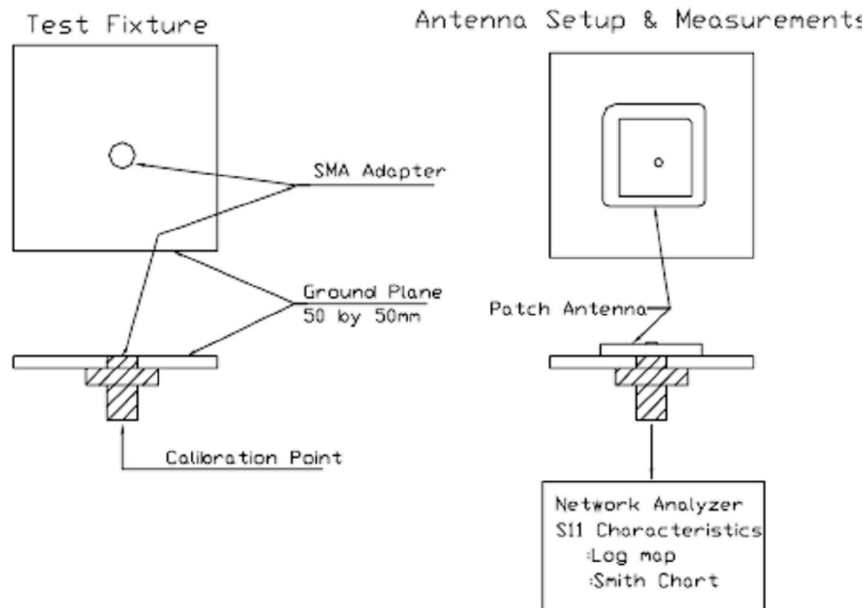 Test Fixture
Antenna Setup & Measurements
SMA Adapter
Ground Plane
50 by 50mm
Patch Antenna
Calibration Point
Network Analyzer
S11 Characteristics
:Log map
:Smith Chart